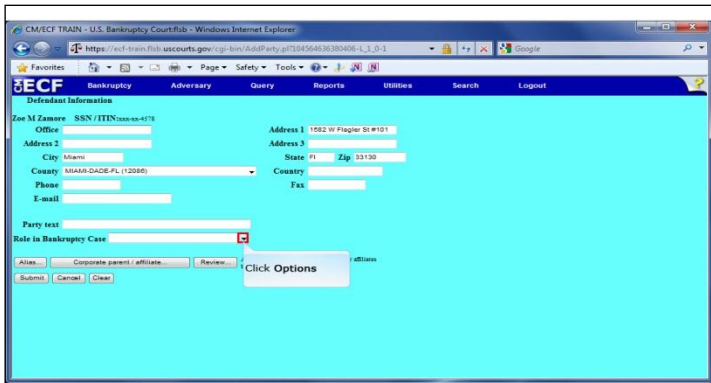 CM/ECF TRAIN - U.S. Bankruptcy Court:flsb - Windows Internet Explorer
https://ecf-train.flsb.uscourts.gov/cgi-bin/AddParty.pl?104564636380406-L_1_0-1 Google
Favorites Page Safety Tools
ECF Bankruptcy Adversary Query Reports Utilities Search Logout ?
Defendant Information
Zoe M Zamore SSN / ITIN:xxx-xx-4578
Office Address 1 1582 W Flagler St #101
Address 2 Address 3
City Miami State Fl Zip 33130
County MIAMI-DADE-FL (12086) Country
Phone Fax
E-mail
Party text
Role in Bankruptcy Case
Alias... Corporate parent / affiliate... Review... affiliates
Click Options
Submit Cancel Clear